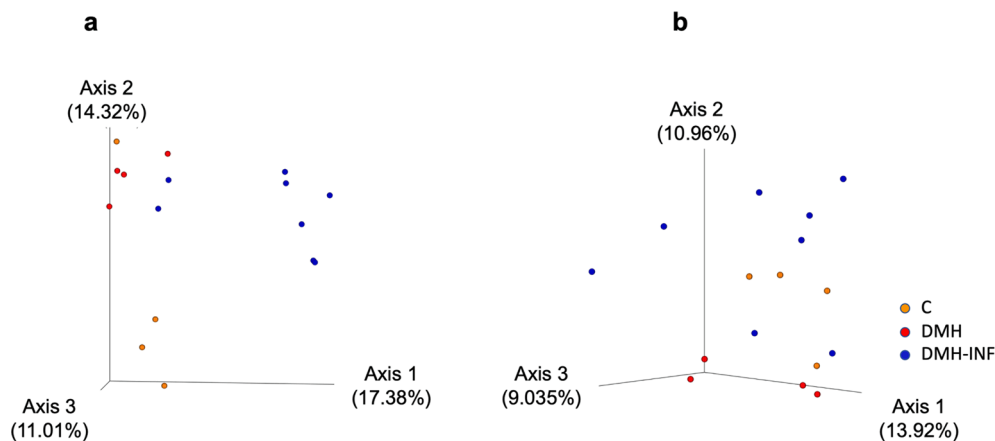 a
Axis 2
(14.32%)
Axis 1
(17.38%)
Axis 3
(11.01%)
b
Axis 2
(10.96%)
Axis 3
(9.035%)
Axis 1
(13.92%)
C
DMH
DMH-INF